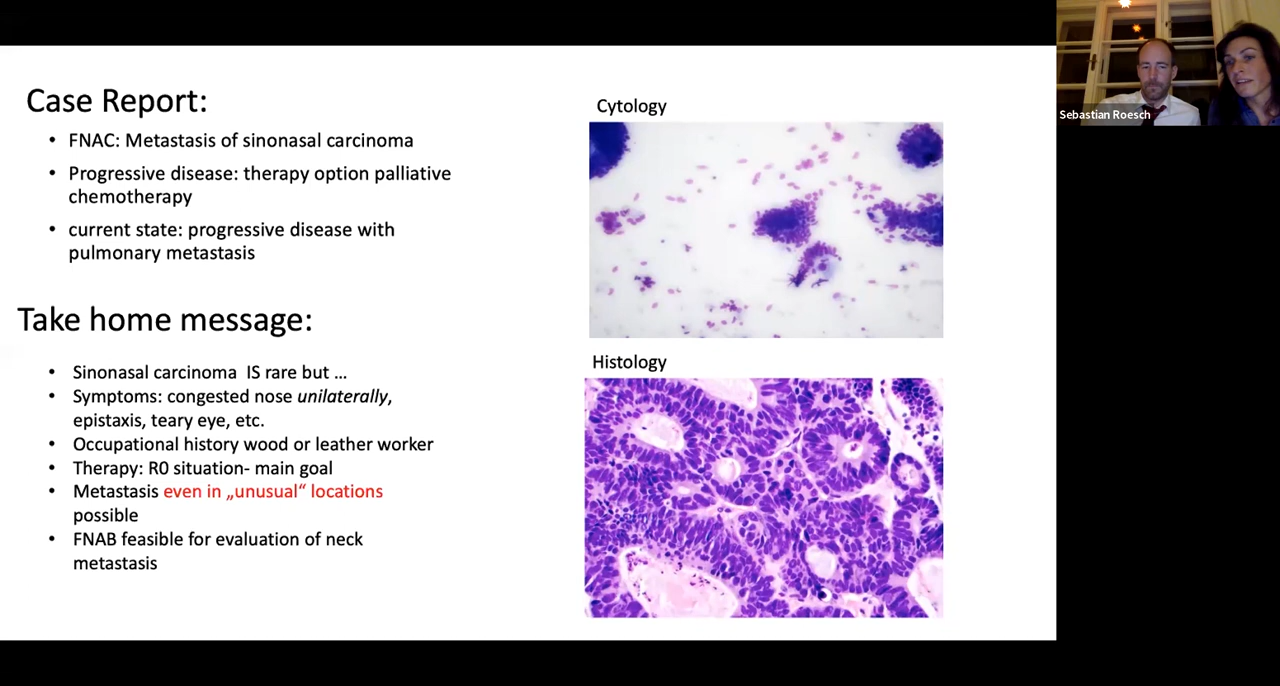 Case Report:
• FNAC: Metastasis of sinonasal carcinoma
• Progressive disease: therapy option palliative
chemotherapy
• current state: progressive disease with
pulmonary metastasis
Take home message:
• Sinonasal carcinoma IS rare but ...
• Symptoms: congested nose unilaterally,
epistaxis, teary eye, etc.
• Occupational history wood or leather worker
• Therapy: R0 situation- main goal
• Metastasis even in „unusual“ locations
possible
• FNAB feasible for evaluation of neck
metastasis
Cytology
Histology
Sebastian Roesch